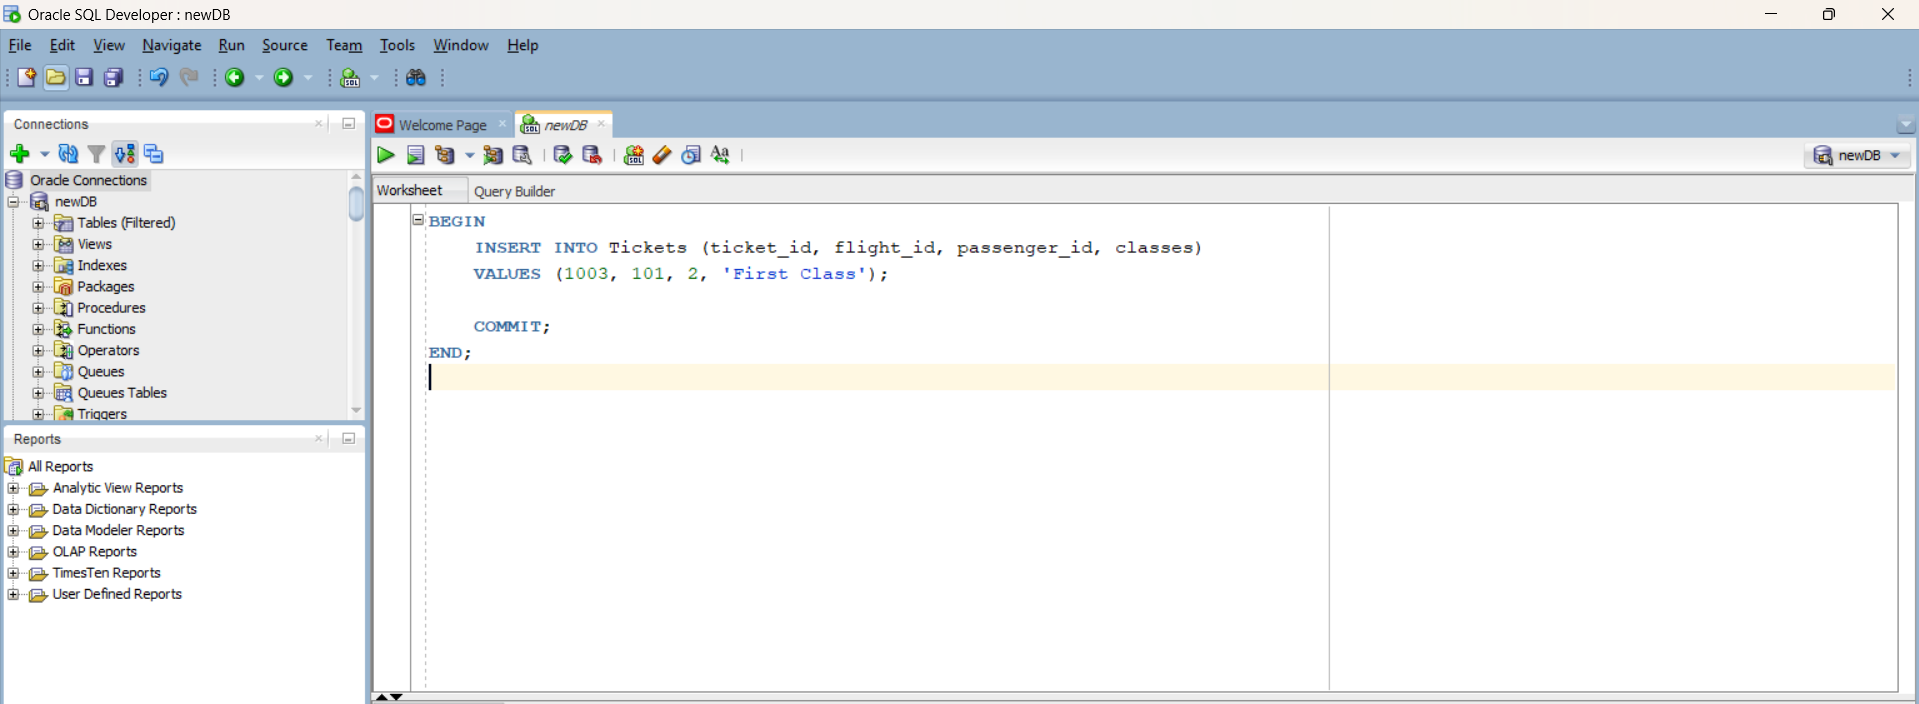 Oracle SQL Developer : newDB
File Edit View Navigate Run Source Team Tools Window Help
Connections
Oracle Connections
newDB
Tables (Filtered)
Views
Indexes
Packages
Procedures
Functions
Operators
Queues
Queues Tables
Triggers
Reports
All Reports
Analytic View Reports
Data Dictionary Reports
Data Modeler Reports
OLAP Reports
TimesTen Reports
User Defined Reports
Welcome Page newDB
newDB
Worksheet Query Builder
BEGIN
INSERT INTO Tickets (ticket_id, flight_id, passenger_id, classes)
VALUES (1003, 101, 2, 'First Class');
COMMIT;
END;